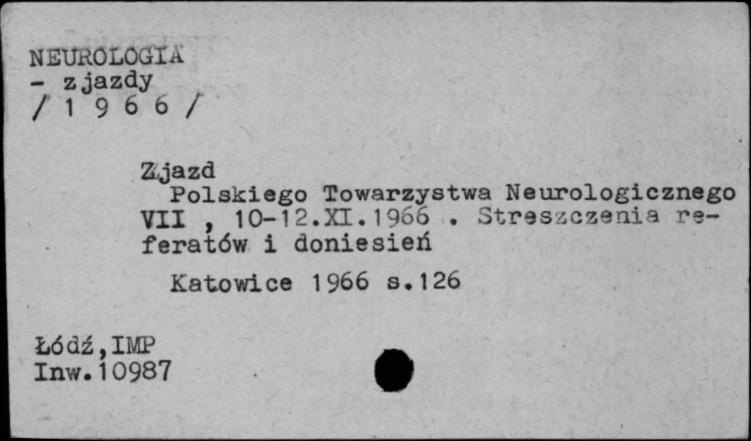 NEUROLOGIA
- zjazdy
/ 1 9 6 6 /
Zjazd
Polskiego Towarzystwa Neurologicznego
VII , 10-12.XI.1966 . Streszczenia re-
feratów i doniesień
Katowice 1966 s.126
Łódź,IMP
Inw.10987